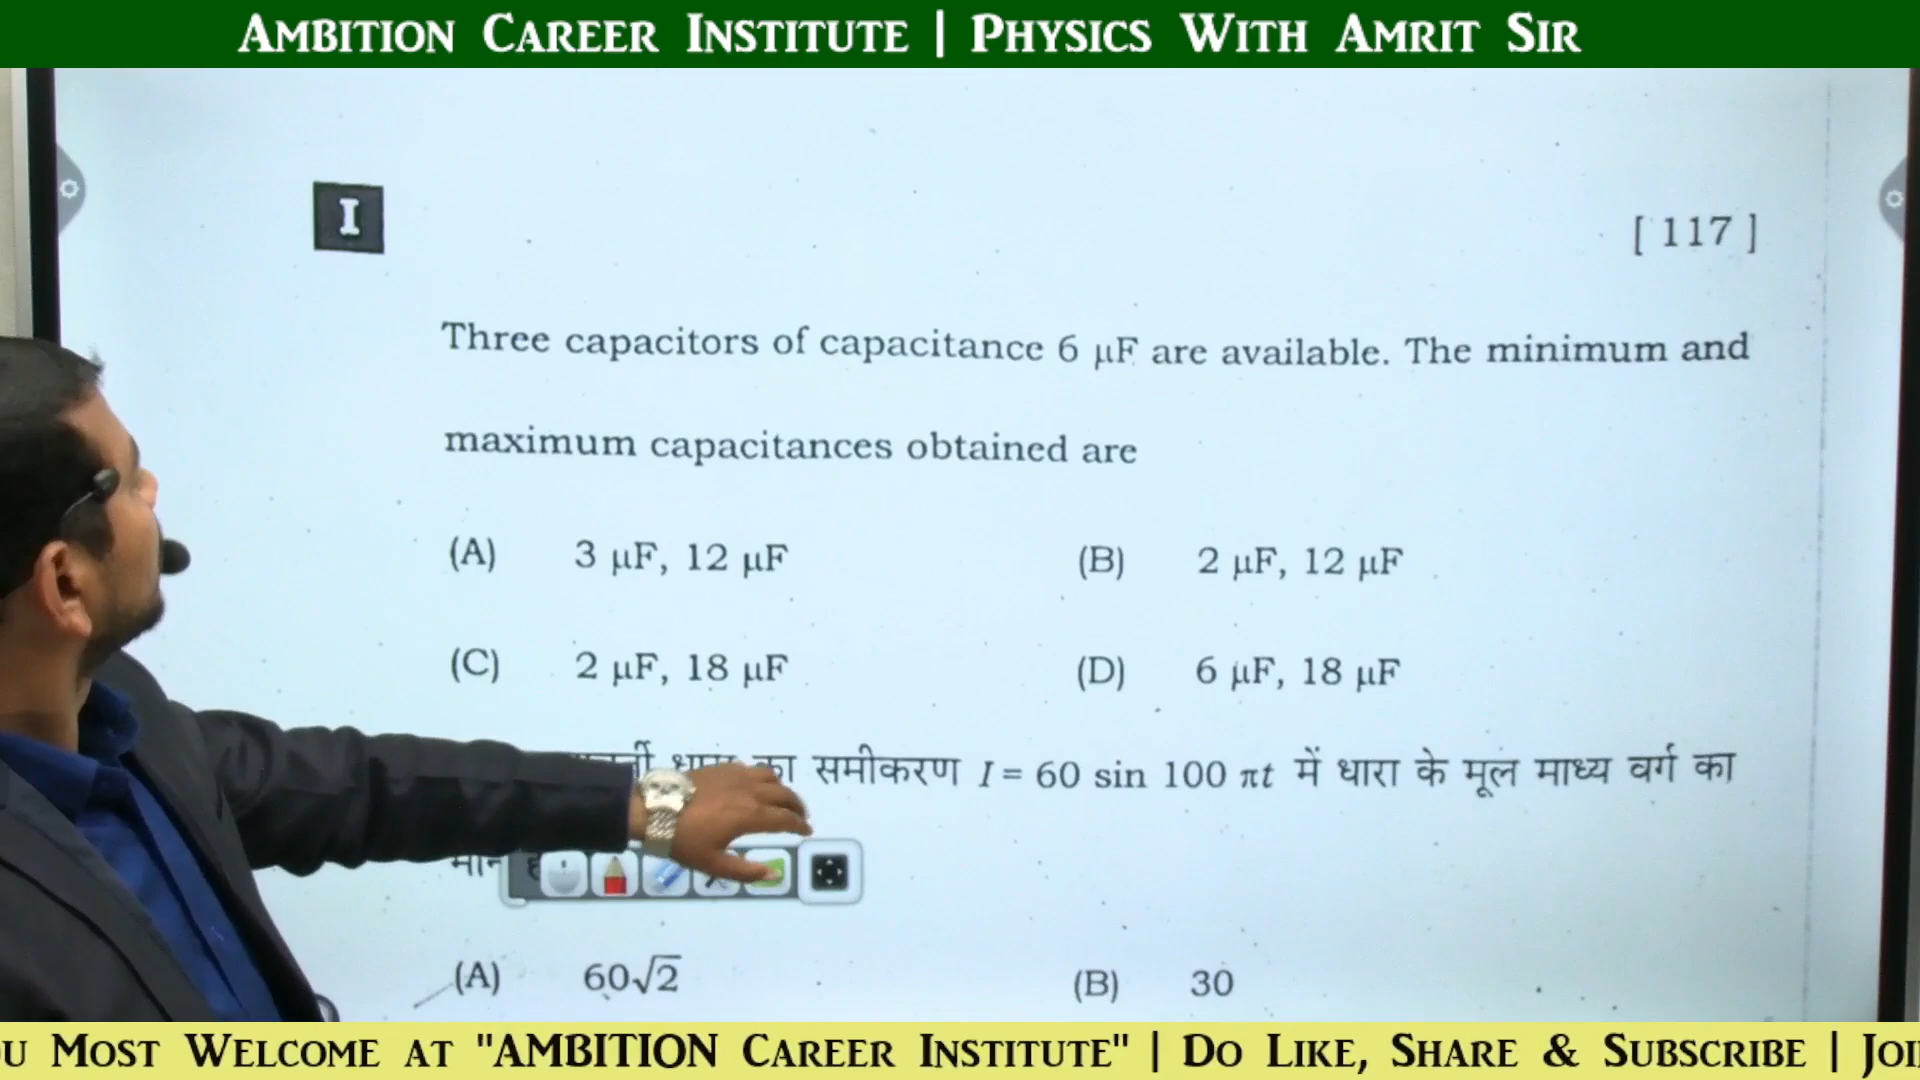 AMBITION CAREER INSTITUTE | PHYSICS WITH AMRIT SIR
I
[ 117 ]
Three capacitors of capacitance 6 µF are available. The minimum and
maximum capacitances obtained are
(A) 3 µF, 12 µF (B) 2 µF, 12 µF
(C) 2 µF, 18 µF (D) 6 µF, 18 µF
का समीकरण I = 60 sin 100 πt में धारा के मूल माध्य वर्ग का
(A) 60√2 (B) 30
MOST WELCOME AT "AMBITION CAREER INSTITUTE" | DO LIKE, SHARE & SUBSCRIBE |